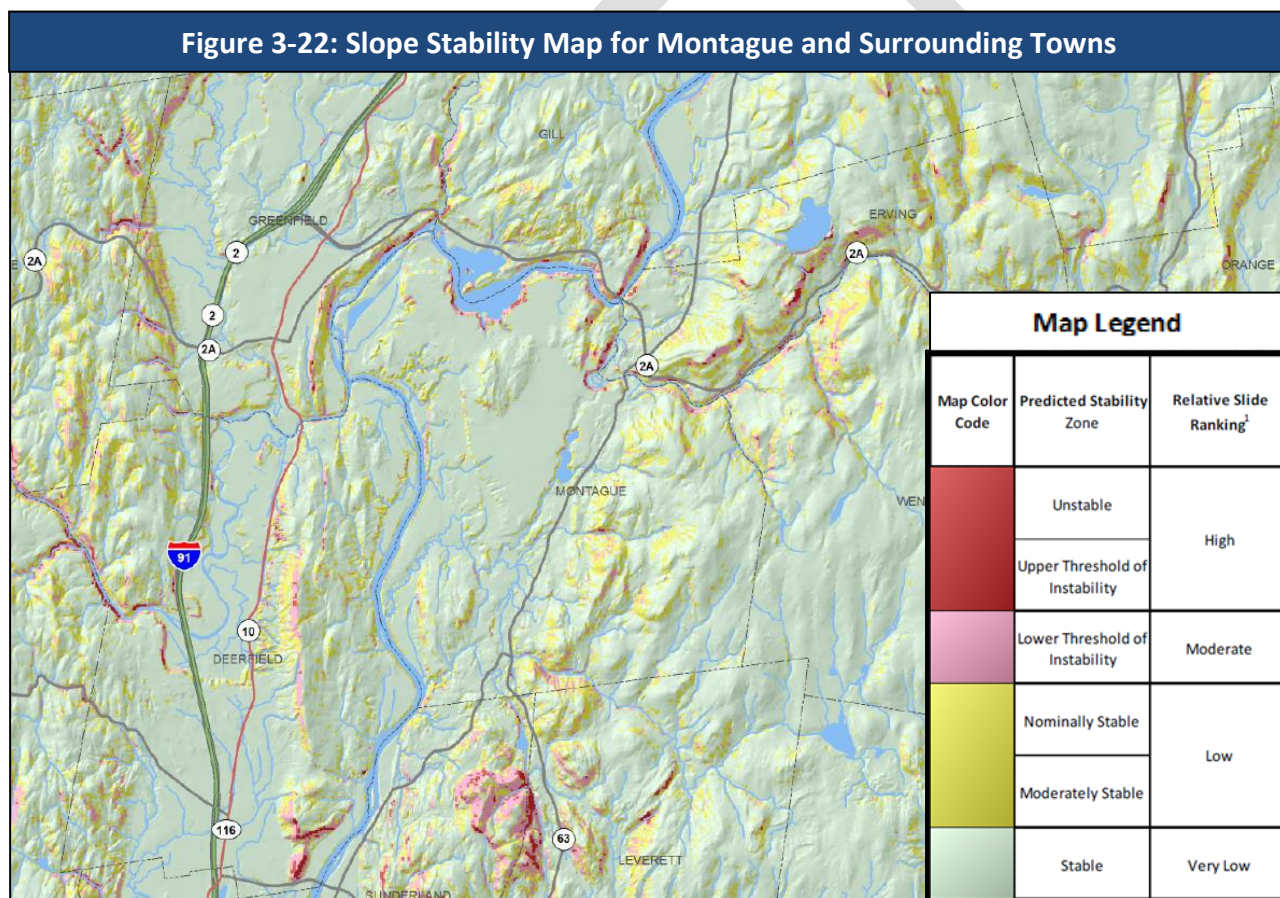 Figure 3-22: Slope Stability Map for Montague and Surrounding Towns
GILL
GREENFIELD
ERVING
2A
2
2A
ORANGE
2
2A
2A
MONTAGUE
WEN
91
10
DEERFIELD
116
63
LEVERETT
SUNDERLAND
Map Legend
Map Color Code
Predicted Stability Zone
Relative Slide Ranking1
Unstable
High
Upper Threshold of Instability
Lower Threshold of Instability
Moderate
Nominally Stable
Low
Moderately Stable
Stable
Very Low